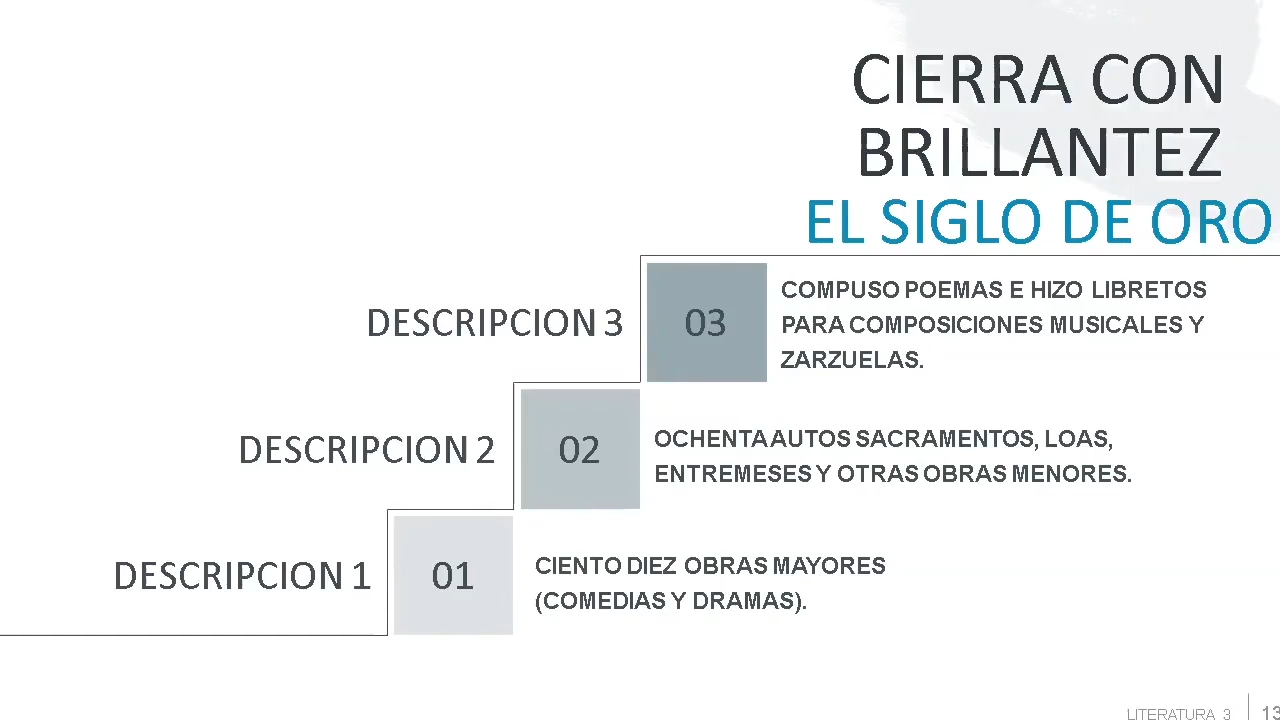 CIERRA CON
BRILLANTEZ
EL SIGLO DE ORO
DESCRIPCION 3
03
COMPUSO POEMAS E HIZO LIBRETOS
PARA COMPOSICIONES MUSICALES Y
ZARZUELAS.
DESCRIPCION 2
02
OCHENTA AUTOS SACRAMENTOS, LOAS,
ENTREMESES Y OTRAS OBRAS MENORES.
DESCRIPCION 1
01
CIENTO DIEZ OBRAS MAYORES
(COMEDIAS Y DRAMAS).
LITERATURA 3
13